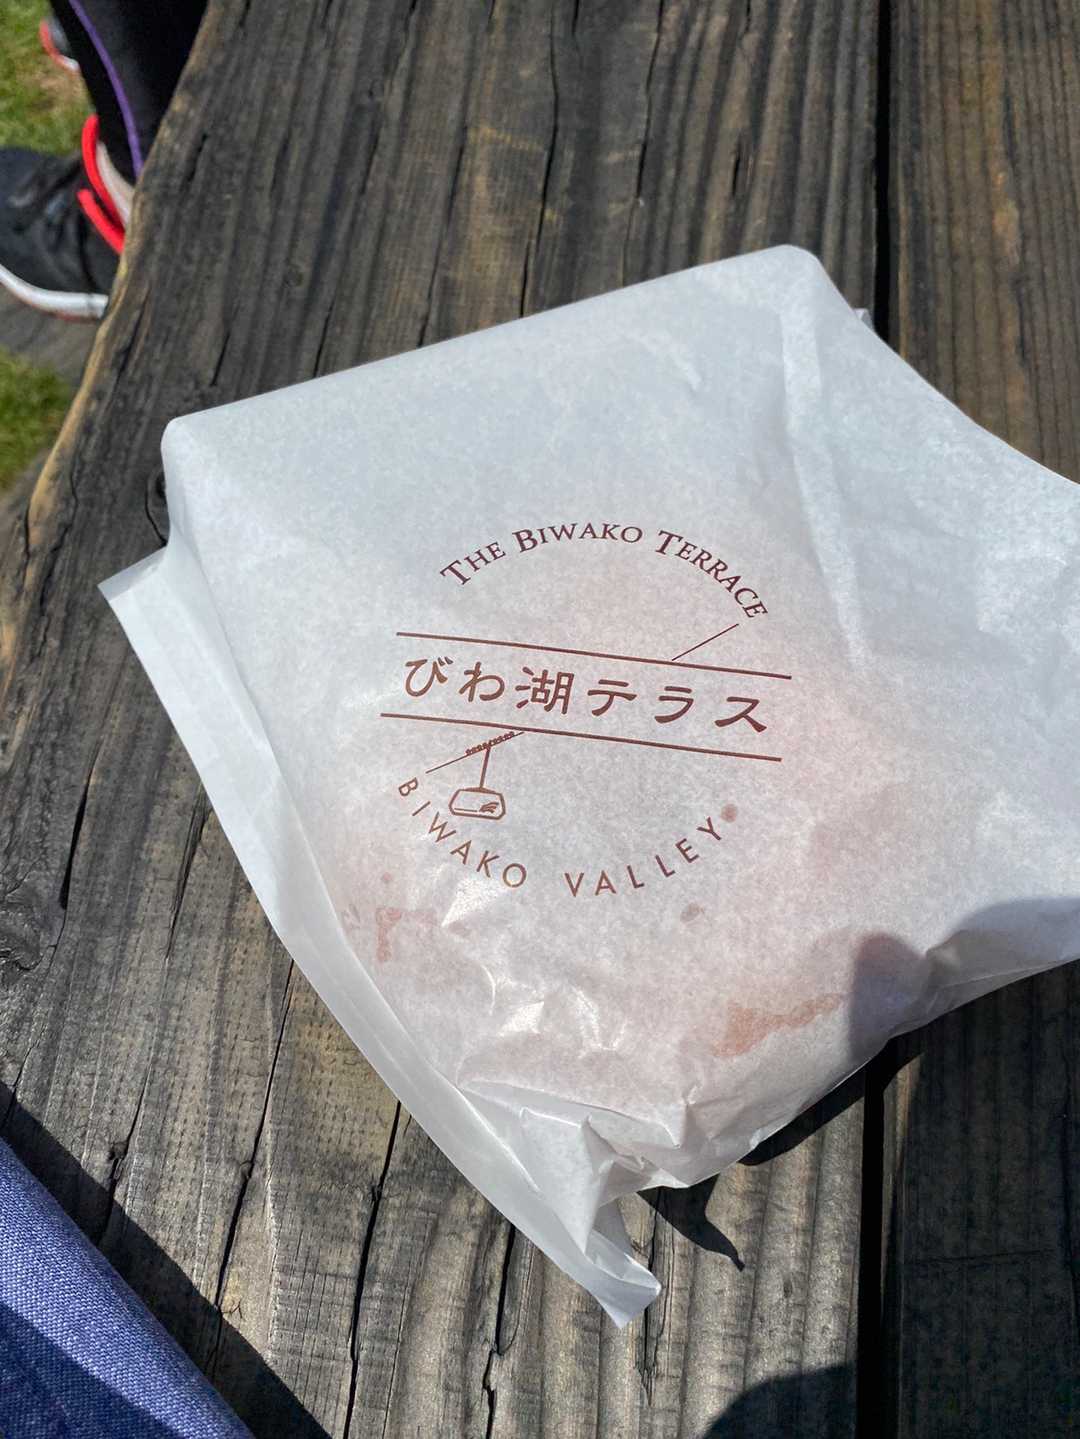 THE BIWAKO TERRACE
びわ湖テラス
BIWAKO VALLEY